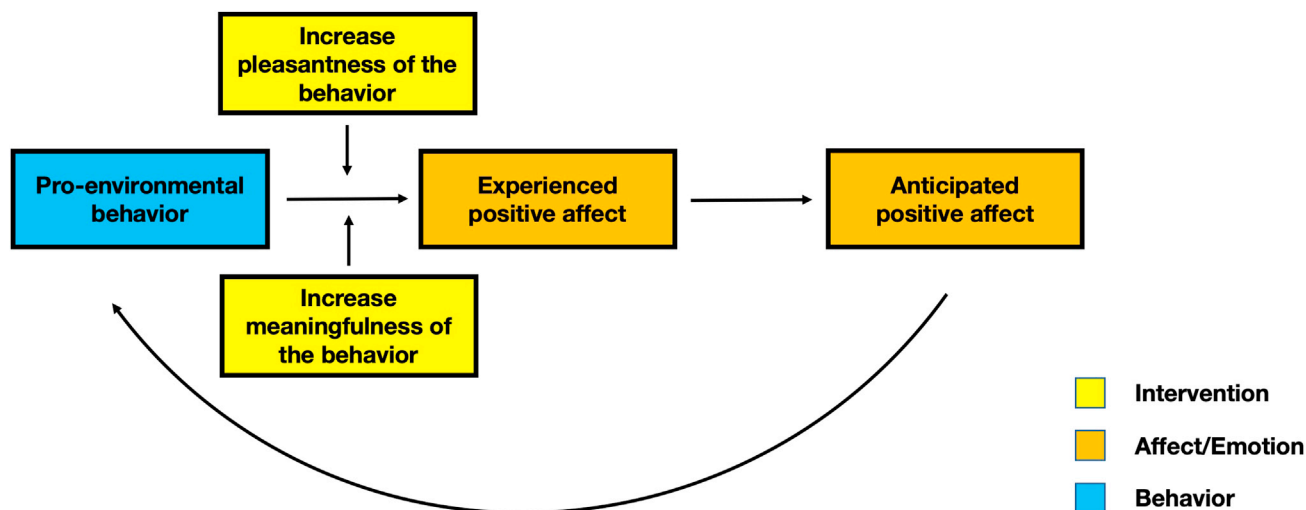 Increase
pleasantness of the
behavior
Pro-environmental
behavior
Experienced
positive affect
Anticipated
positive affect
Increase
meaningfulness of
the behavior
Intervention
Affect/Emotion
Behavior